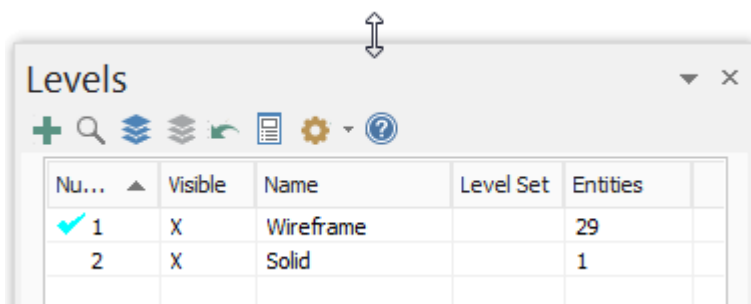 Levels
Nu... Visible Name Level Set Entities
1 X Wireframe 29
2 X Solid 1